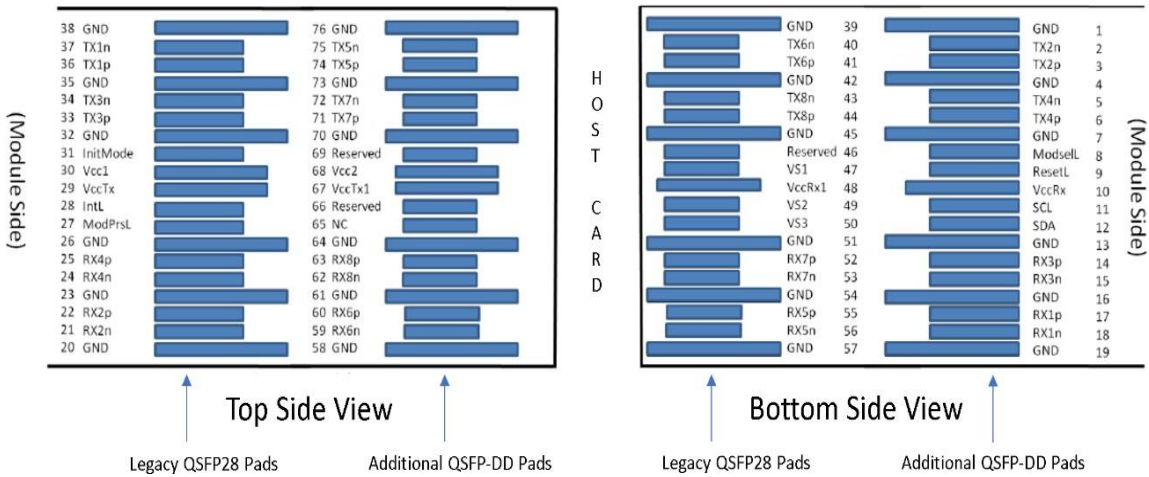 38 GND 76 GND
37 TX1n 75 TX5n
36 TX1p 74 TX5p
35 GND 73 GND
34 TX3n 72 TX7n
33 TX3p 71 TX7p
32 GND 70 GND
31 InitMode 69 Reserved
30 Vcc1 68 Vcc2
29 VccTx 67 VccTx1
28 IntL 66 Reserved
27 ModPrsL 65 NC
26 GND 64 GND
25 RX4p 63 RX8p
24 RX4n 62 RX8n
23 GND 61 GND
22 RX2p 60 RX6p
21 RX2n 59 RX6n
20 GND 58 GND
(Module Side)
HOST CARD
GND 39 GND 1
TX6n 40 TX2n 2
TX6p 41 TX2p 3
GND 42 GND 4
TX8n 43 TX4n 5
TX8p 44 TX4p 6
GND 45 GND 7
Reserved 46 ModselL 8
VS1 47 ResetL 9
VccRx1 48 VccRx 10
VS2 49 SCL 11
VS3 50 SDA 12
GND 51 GND 13
RX7p 52 RX3p 14
RX7n 53 RX3n 15
GND 54 GND 16
RX5p 55 RX1p 17
RX5n 56 RX1n 18
GND 57 GND 19
(Module Side)
Top Side View
Bottom Side View
Legacy QSFP28 Pads
Additional QSFP-DD Pads
Legacy QSFP28 Pads
Additional QSFP-DD Pads